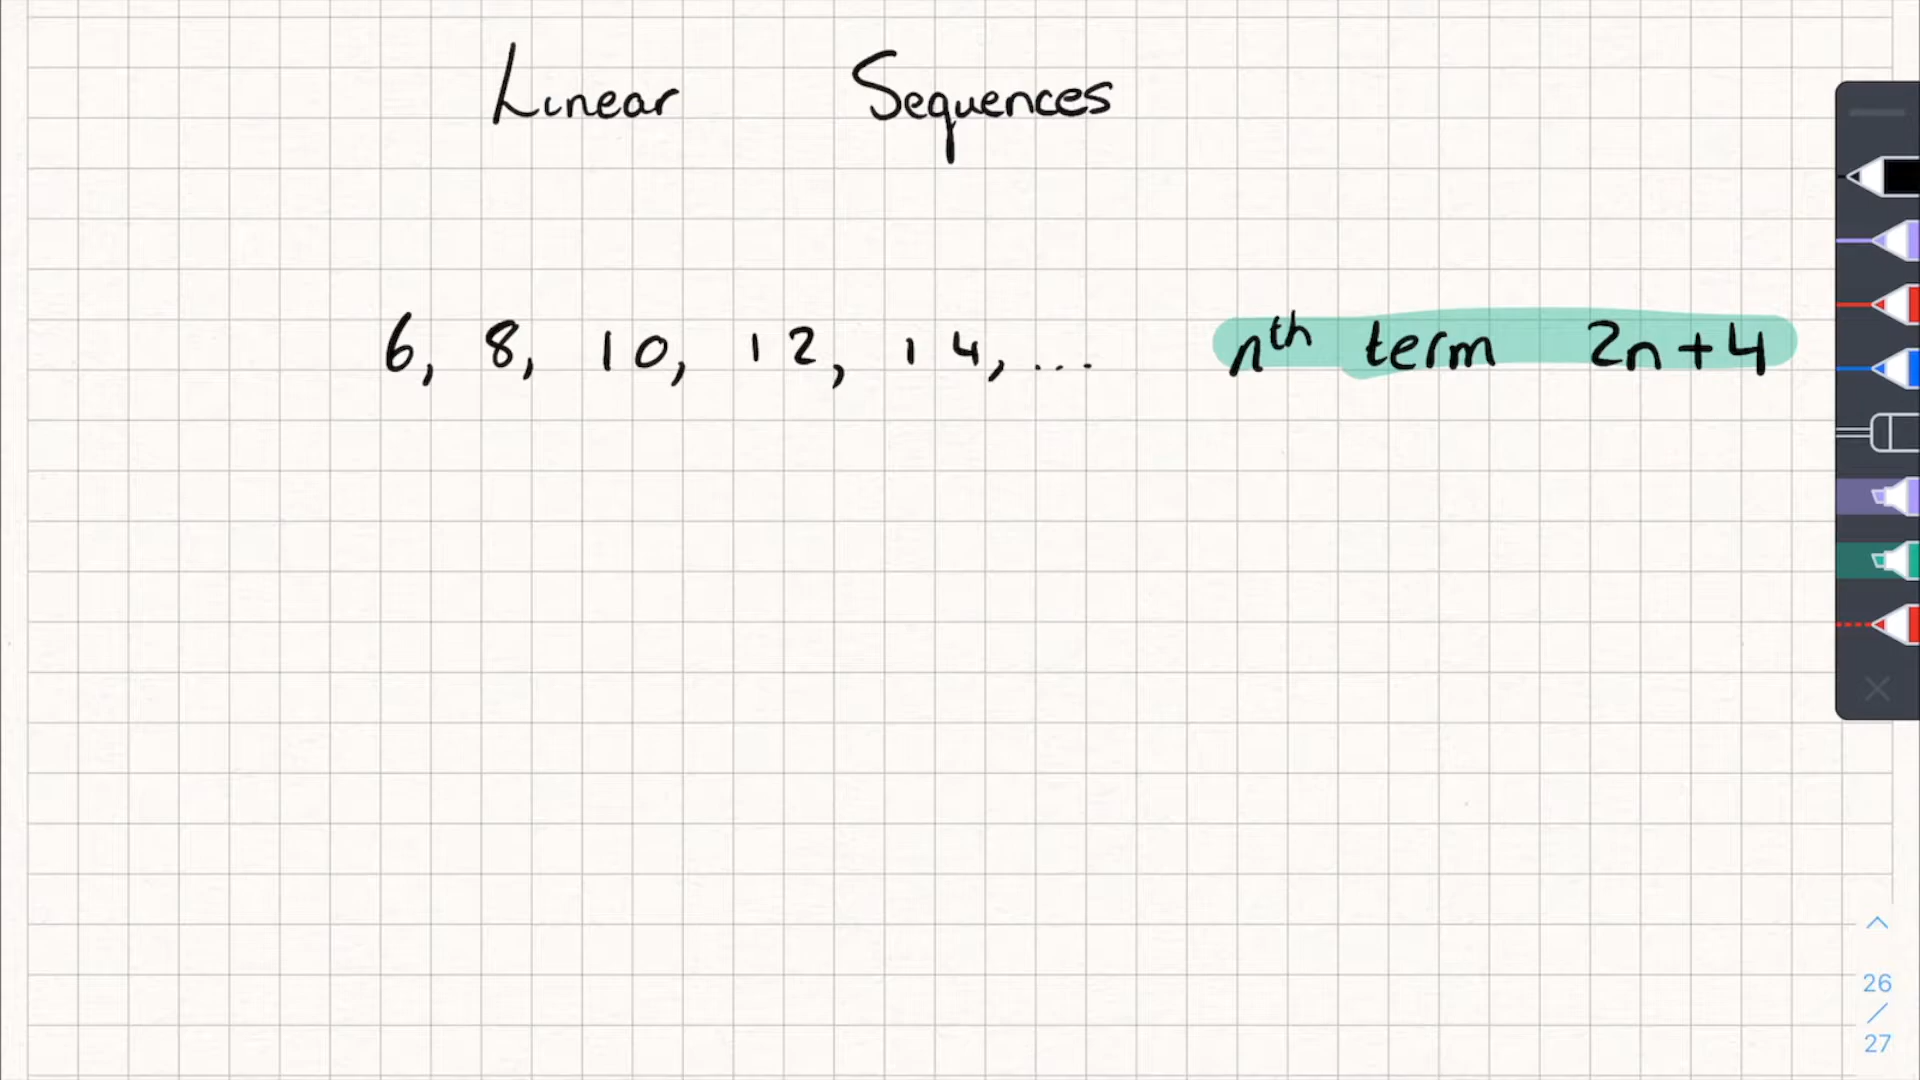 Linear Sequences
6, 8, 10, 12, 14, ... nth term 2n+4
26
/
27